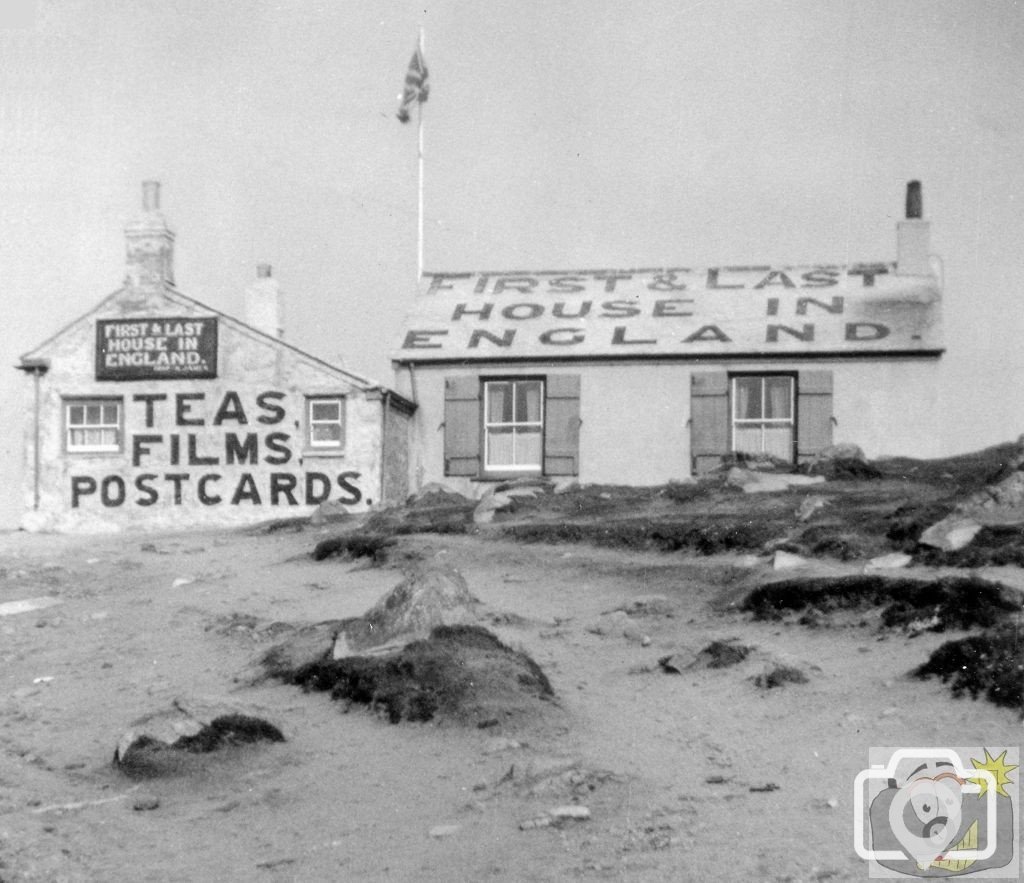 FIRST & LAST
HOUSE IN
ENGLAND.
TEAS,
FILMS,
POSTCARDS.
FIRST & LAST
HOUSE IN
ENGLAND.